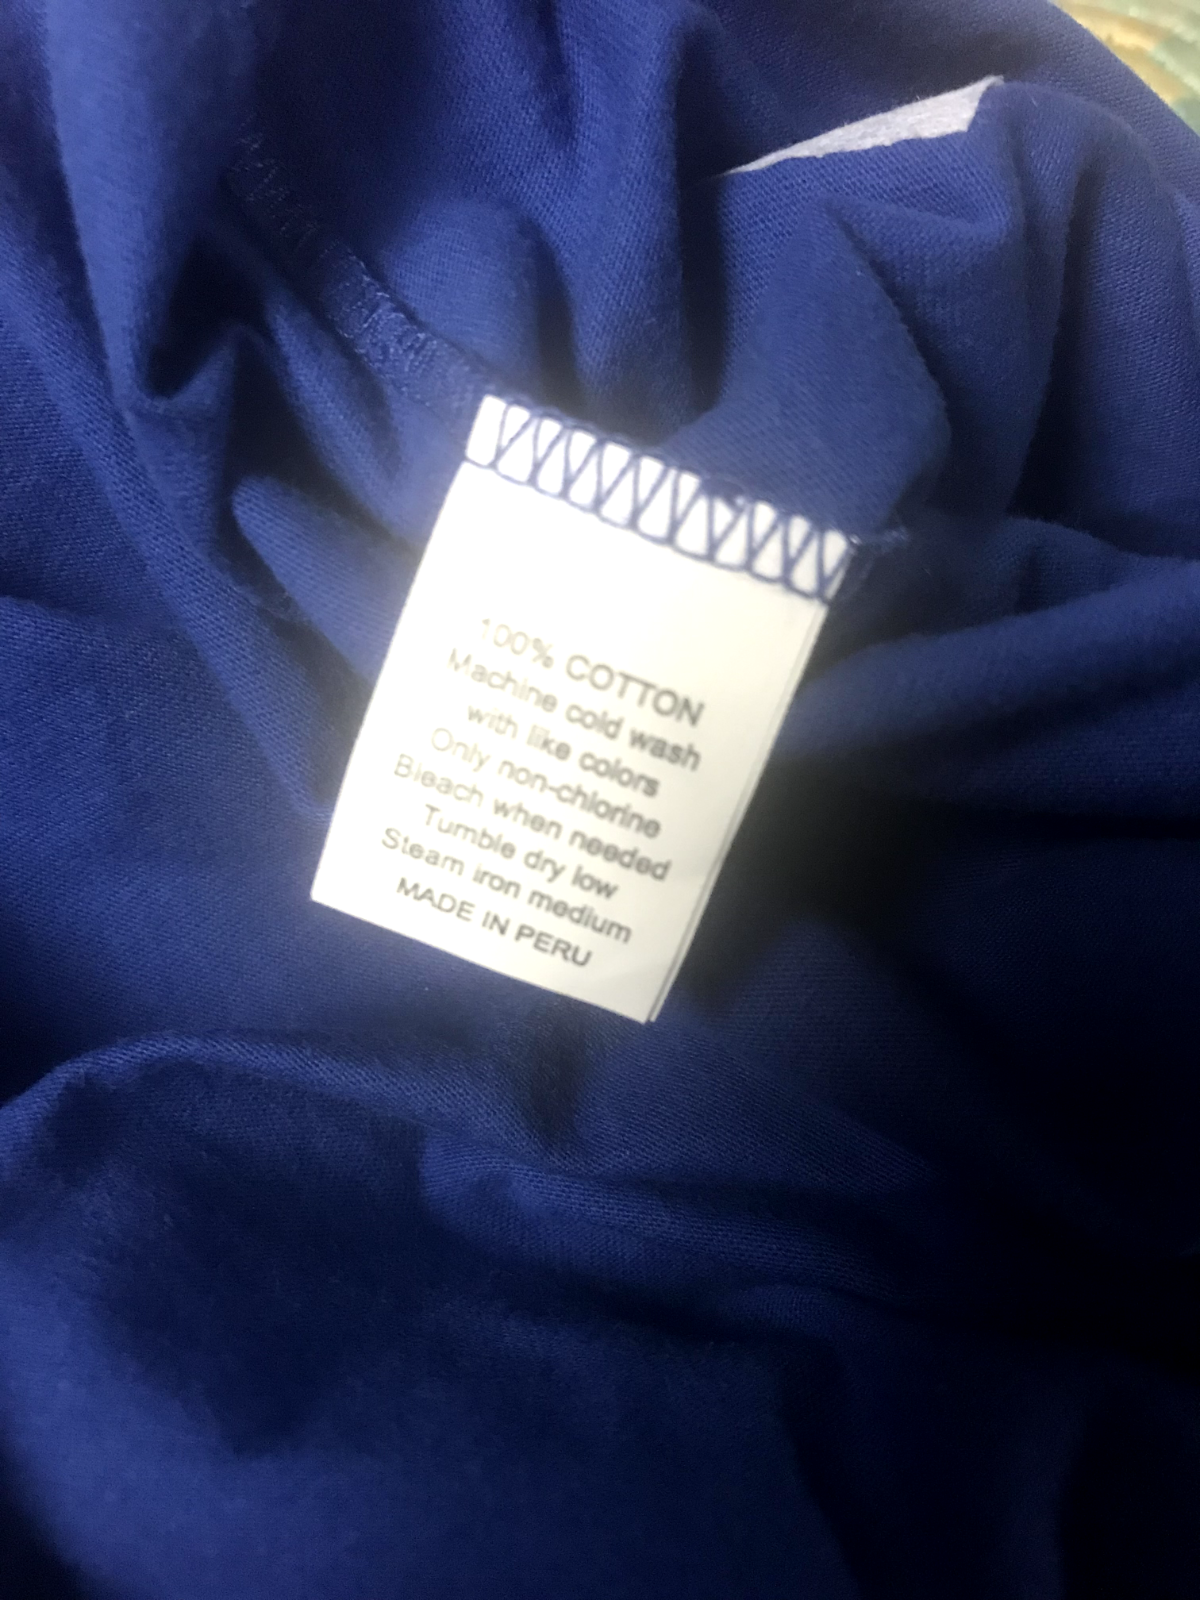 100% COTTON
Machine cold wash
with like colors
Only non-chlorine
Bleach when needed
Tumble dry low
Steam iron medium
MADE IN PERU